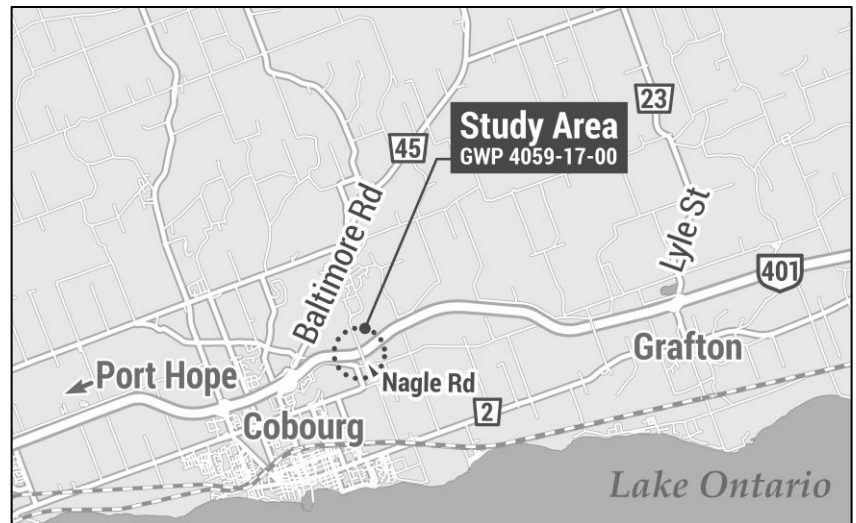 23
Study Area
GWP 4059-17-00
45
Baltimore Rd
Lyle St
401
Port Hope
Grafton
Nagle Rd
2
Cobourg
Lake Ontario